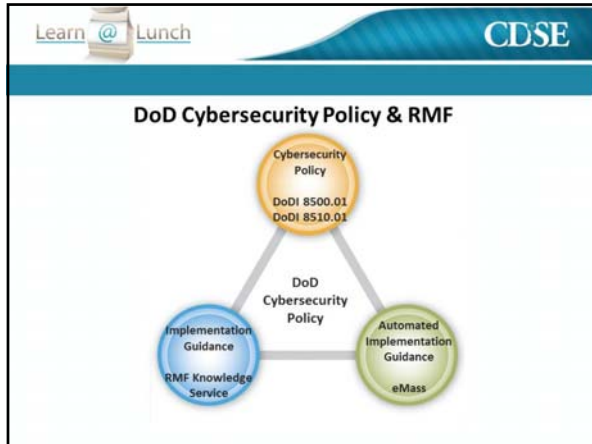 Learn @ Lunch
CDSE
DoD Cybersecurity Policy & RMF
Cybersecurity
Policy
DoDI 8500.01
DoDI 8510.01
DoD
Cybersecurity
Policy
Implementation
Guidance
RMF Knowledge
Service
Automated
Implementation
Guidance
eMass